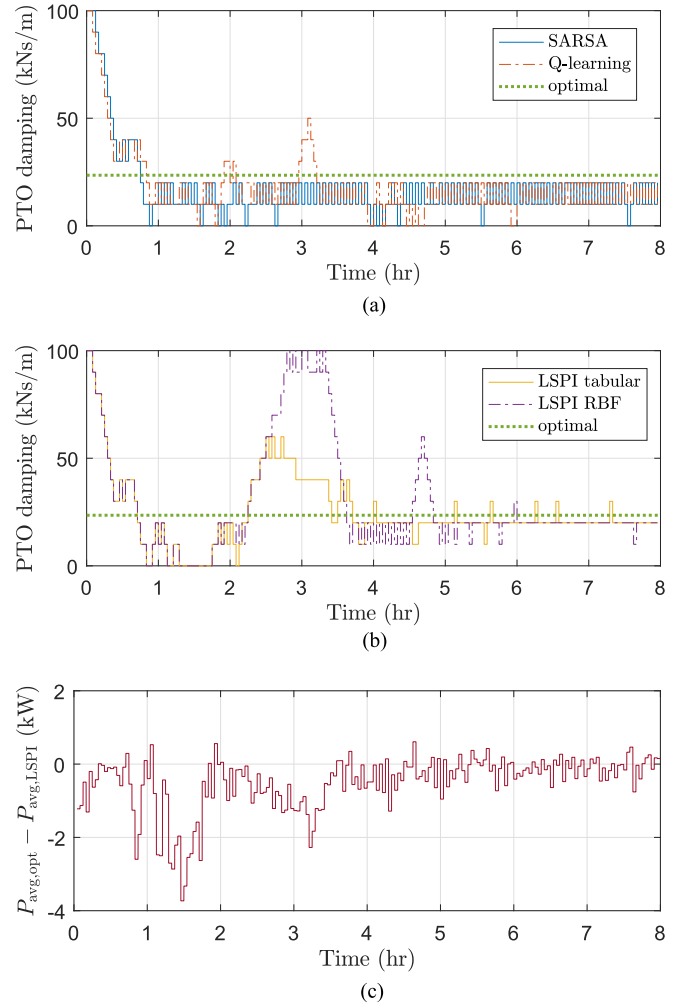 100
50
0
PTO damping (kNs/m)
SARSA
Q-learning
optimal
0 1 2 3 4 5 6 7 8
Time (hr)
(a)
100
50
0
PTO damping (kNs/m)
LSPI tabular
LSPI RBF
optimal
0 1 2 3 4 5 6 7 8
Time (hr)
(b)
2
0
-2
-4
P_avg,opt − P_avg,LSPI (kW)
0 1 2 3 4 5 6 7 8
Time (hr)
(c)